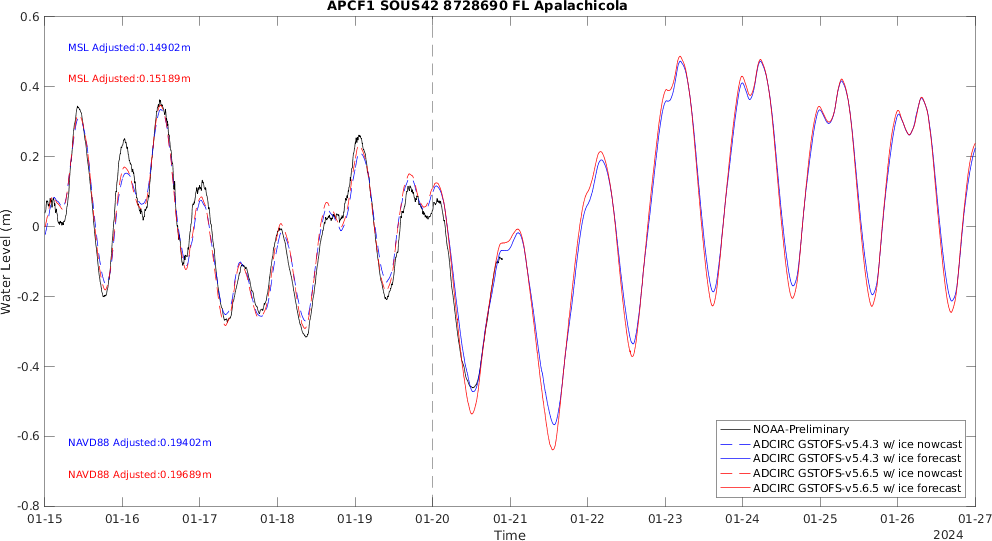 APCF1 SOUS42 8728690 FL Apalachicola
0.6
MSL Adjusted:0.14902m
MSL Adjusted:0.15189m
0.4
0.2
0
-0.2
-0.4
-0.6
-0.8
Water Level (m)
NAVD88 Adjusted:0.19402m
NAVD88 Adjusted:0.19689m
NOAA-Preliminary
ADCIRC GSTOFS-v5.4.3 w/ ice nowcast
ADCIRC GSTOFS-v5.4.3 w/ ice forecast
ADCIRC GSTOFS-v5.6.5 w/ ice nowcast
ADCIRC GSTOFS-v5.6.5 w/ ice forecast
01-15 01-16 01-17 01-18 01-19 01-20 01-21 01-22 01-23 01-24 01-25 01-26 01-27
Time
2024